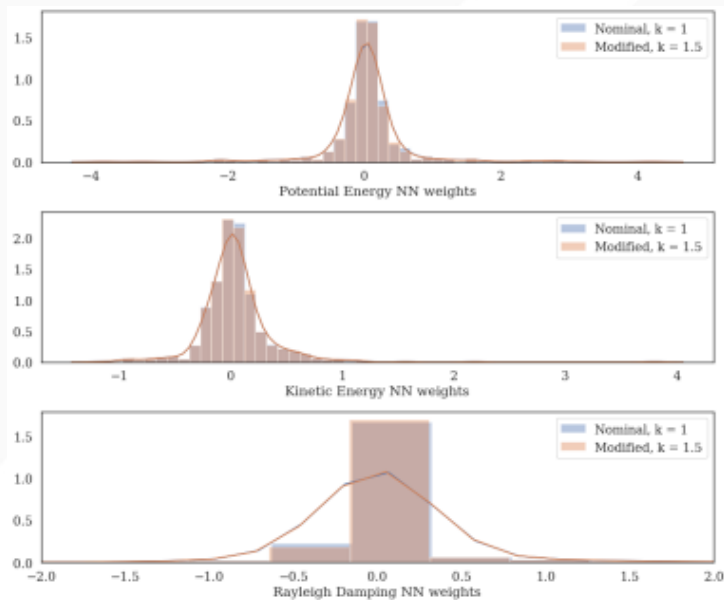 1.5
1.0
0.5
0.0
Nominal, k = 1
Modified, k = 1.5
−4 −2 0 2 4
Potential Energy NN weights
2.0
1.5
1.0
0.5
0.0
Nominal, k = 1
Modified, k = 1.5
−1 0 1 2 3 4
Kinetic Energy NN weights
1.5
1.0
0.5
0.0
Nominal, k = 1
Modified, k = 1.5
−2.0 −1.5 −1.0 −0.5 0.0 0.5 1.0 1.5 2.0
Rayleigh Damping NN weights